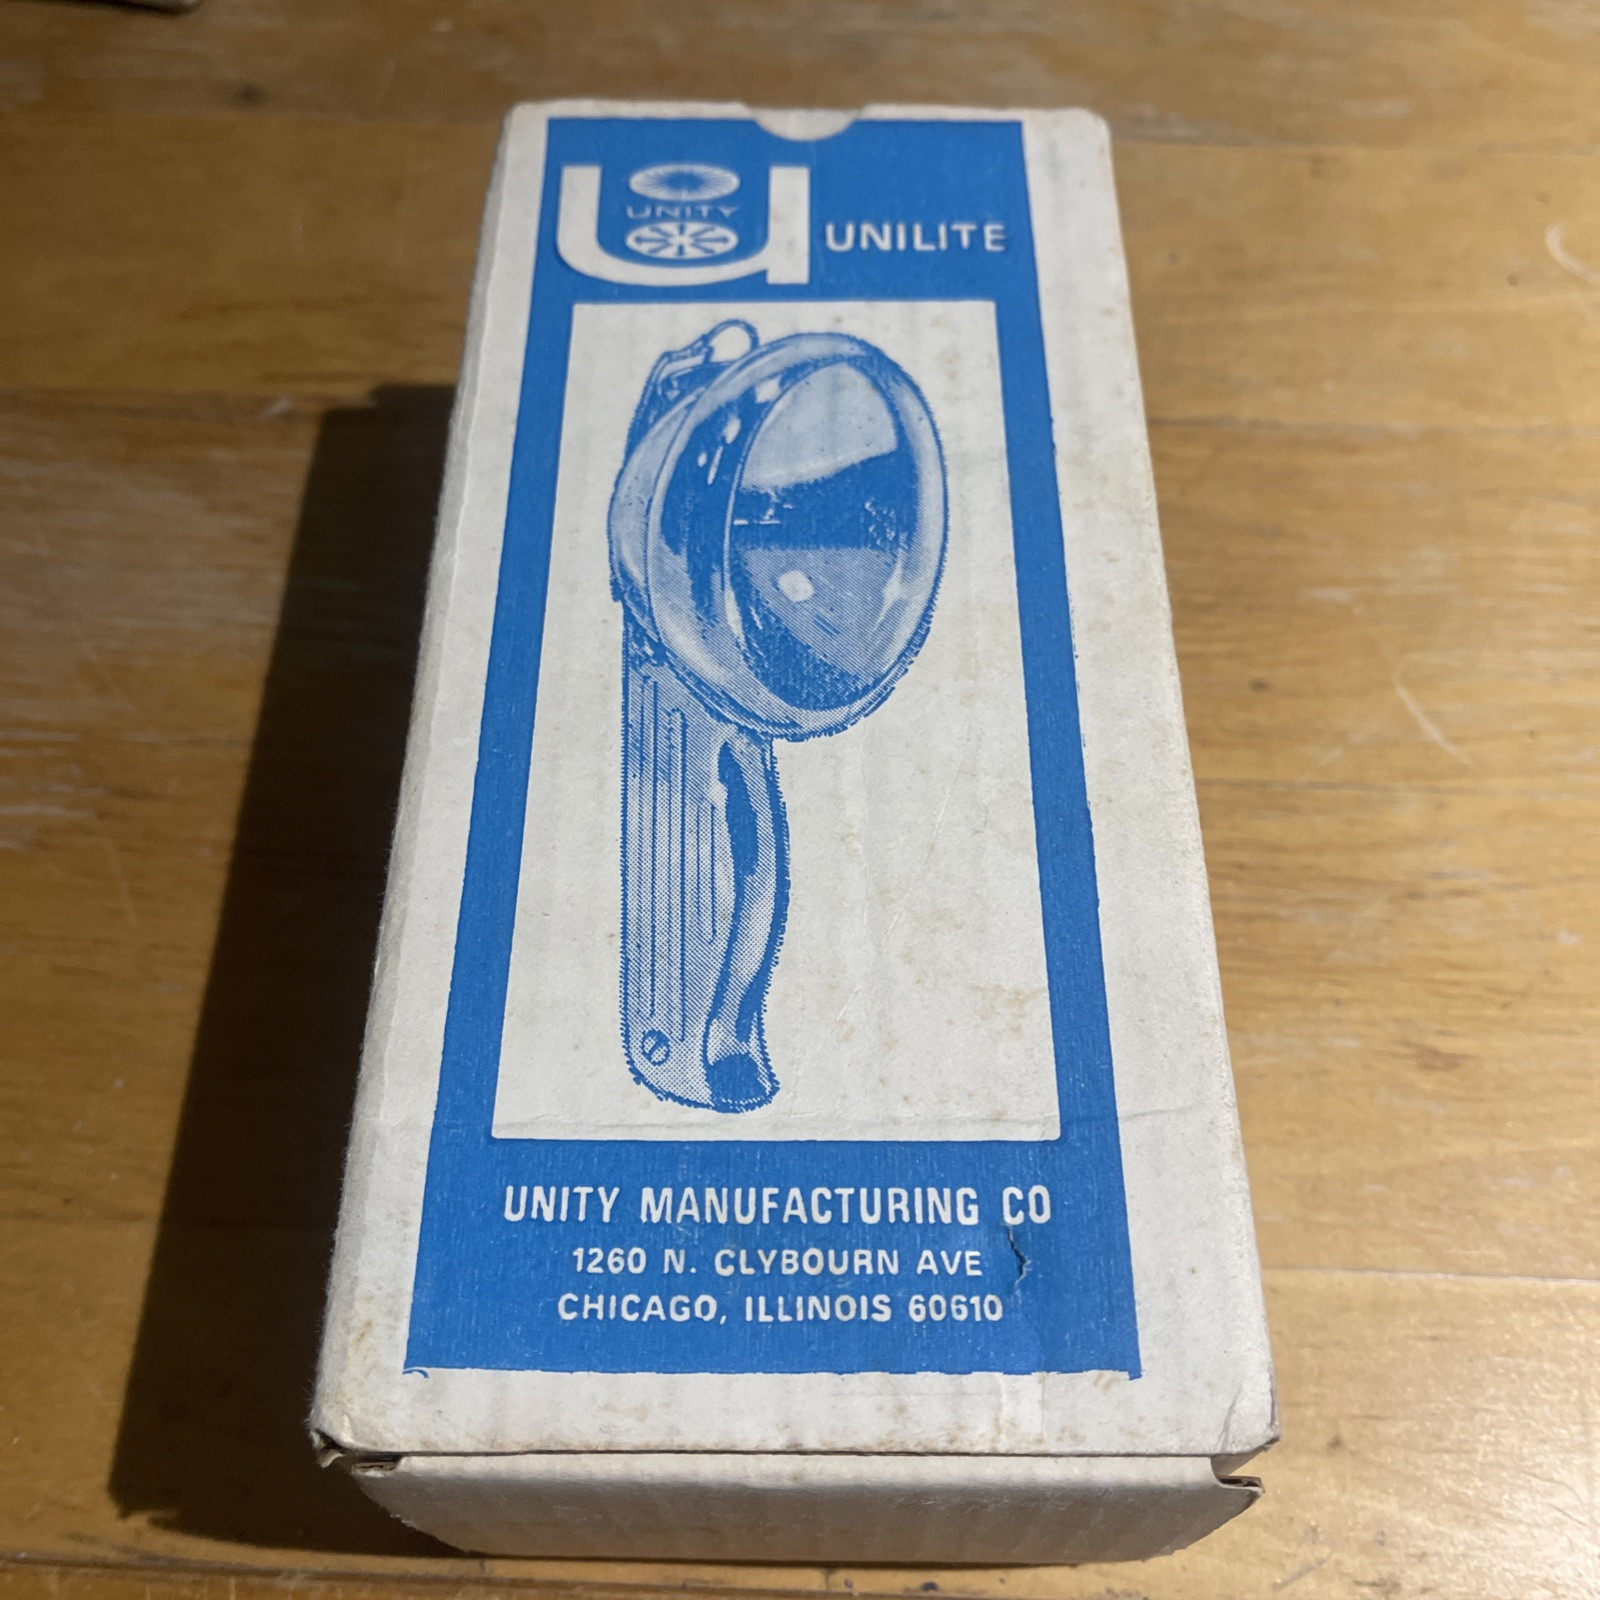 UNITY
UNILITE
UNITY MANUFACTURING CO
1260 N. CLYBOURN AVE
CHICAGO, ILLINOIS 60610